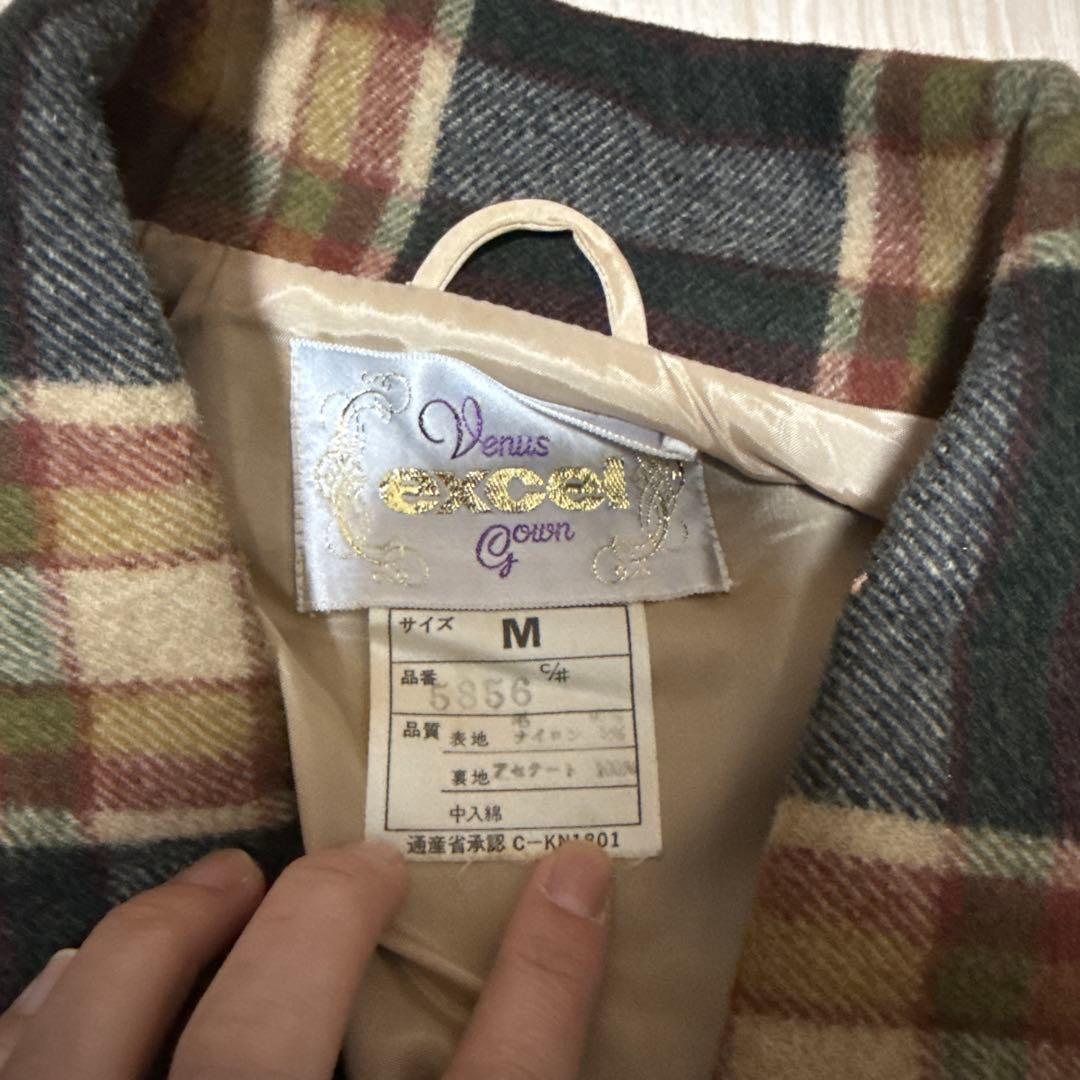 Venus
excel
Gown
サイズ M
品番 5856 C/#
品質 表地 毛
ナイロン
裏地 アセテート 100%
中入綿
通産省承認 C-KN1801